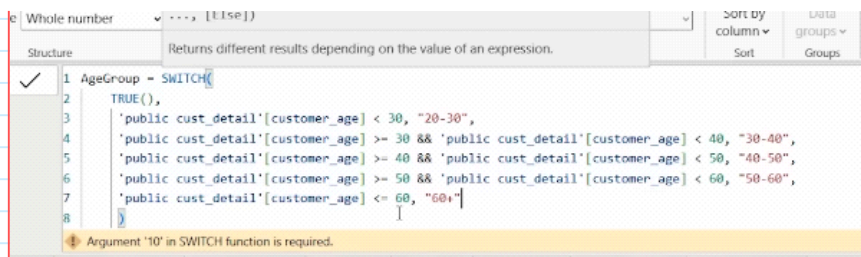 Whole number
..., [Else])
Returns different results depending on the value of an expression.
Sort by
column
Data
groups
Structure
Sort
Groups
1 AgeGroup = SWITCH(
2 TRUE(),
3 'public cust_detail'[customer_age] < 30, "20-30",
4 'public cust_detail'[customer_age] >= 30 && 'public cust_detail'[customer_age] < 40, "30-40",
5 'public cust_detail'[customer_age] >= 40 && 'public cust_detail'[customer_age] < 50, "40-50",
6 'public cust_detail'[customer_age] >= 50 && 'public cust_detail'[customer_age] < 60, "50-60",
7 'public cust_detail'[customer_age] <= 60, "60+"
8 )
Argument '10' in SWITCH function is required.